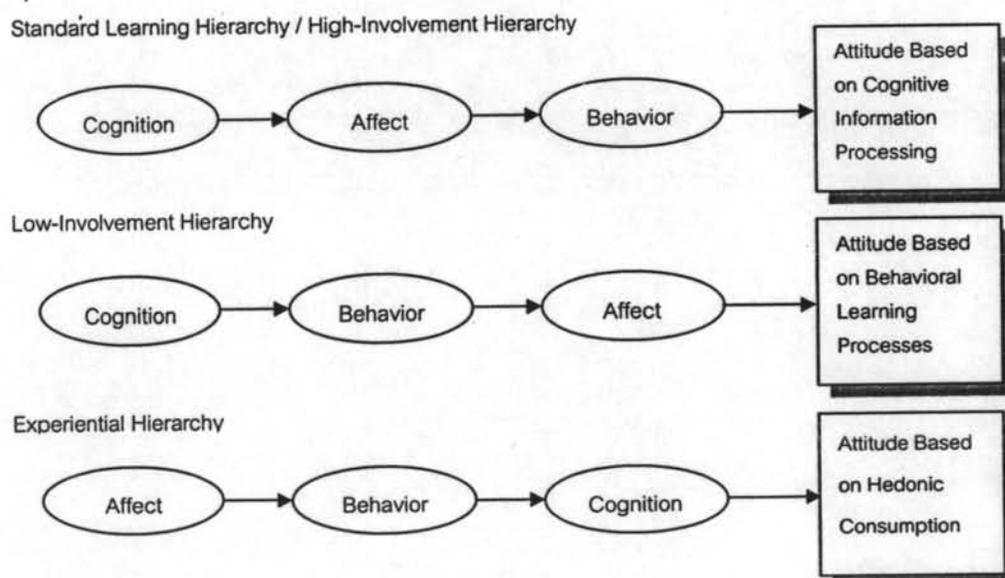 Standard Learning Hierarchy / High-Involvement Hierarchy
Cognition
Affect
Behavior
Attitude Based
on Cognitive
Information
Processing
Low-Involvement Hierarchy
Cognition
Behavior
Affect
Attitude Based
on Behavioral
Learning
Processes
Experiential Hierarchy
Affect
Behavior
Cognition
Attitude Based
on Hedonic
Consumption